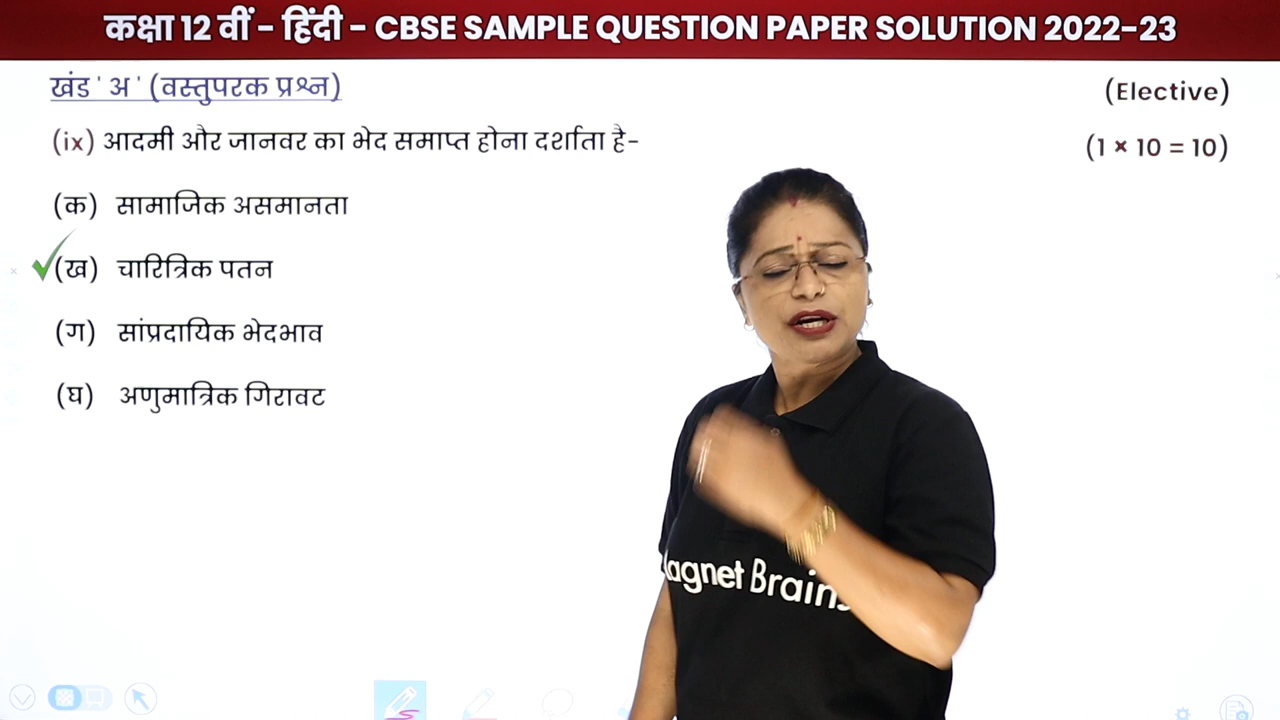 कक्षा 12 वीं – हिंदी – CBSE SAMPLE QUESTION PAPER SOLUTION 2022-23
खंड ' अ ' (वस्तुपरक प्रश्न)
(Elective)
(ix) आदमी और जानवर का भेद समाप्त होना दर्शाता है-
(1 × 10 = 10)
(क) सामाजिक असमानता
(ख) चारित्रिक पतन
(ग) सांप्रदायिक भेदभाव
(घ) अणुमात्रिक गिरावट
agnet Brains